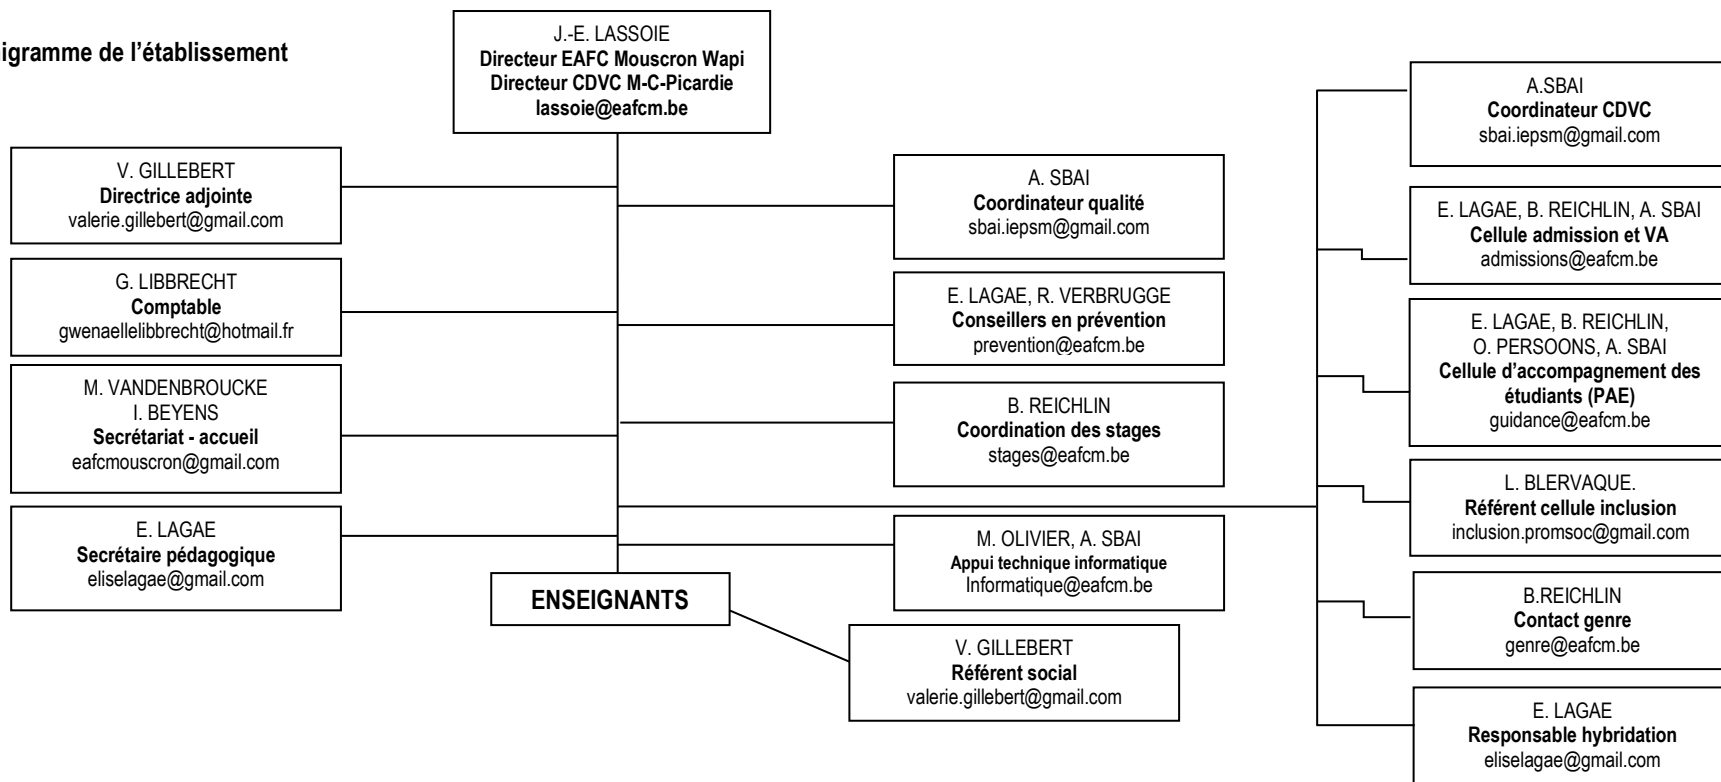 igramme de l'établissement
J.-E. LASSOIE
Directeur EAFC Mouscron Wapi
Directeur CDVC M-C-Picardie
lassoie@eafcm.be
V. GILLEBERT
Directrice adjointe
valerie.gillebert@gmail.com
G. LIBBRECHT
Comptable
gwenaellelibbrecht@hotmail.fr
M. VANDENBROUCKE
I. BEYENS
Secrétariat - accueil
eafcmouscron@gmail.com
E. LAGAE
Secrétaire pédagogique
eliselagae@gmail.com
ENSEIGNANTS
A. SBAI
Coordinateur qualité
sbai.iepsm@gmail.com
E. LAGAE, R. VERBRUGGE
Conseillers en prévention
prevention@eafcm.be
B. REICHLIN
Coordination des stages
stages@eafcm.be
M. OLIVIER, A. SBAI
Appui technique informatique
Informatique@eafcm.be
V. GILLEBERT
Référent social
valerie.gillebert@gmail.com
A.SBAI
Coordinateur CDVC
sbai.iepsm@gmail.com
E. LAGAE, B. REICHLIN, A. SBAI
Cellule admission et VA
admissions@eafcm.be
E. LAGAE, B. REICHLIN,
O. PERSOONS, A. SBAI
Cellule d'accompagnement des
étudiants (PAE)
guidance@eafcm.be
L. BLERVAQUE.
Référent cellule inclusion
inclusion.promsoc@gmail.com
B.REICHLIN
Contact genre
genre@eafcm.be
E. LAGAE
Responsable hybridation
eliselagae@gmail.com